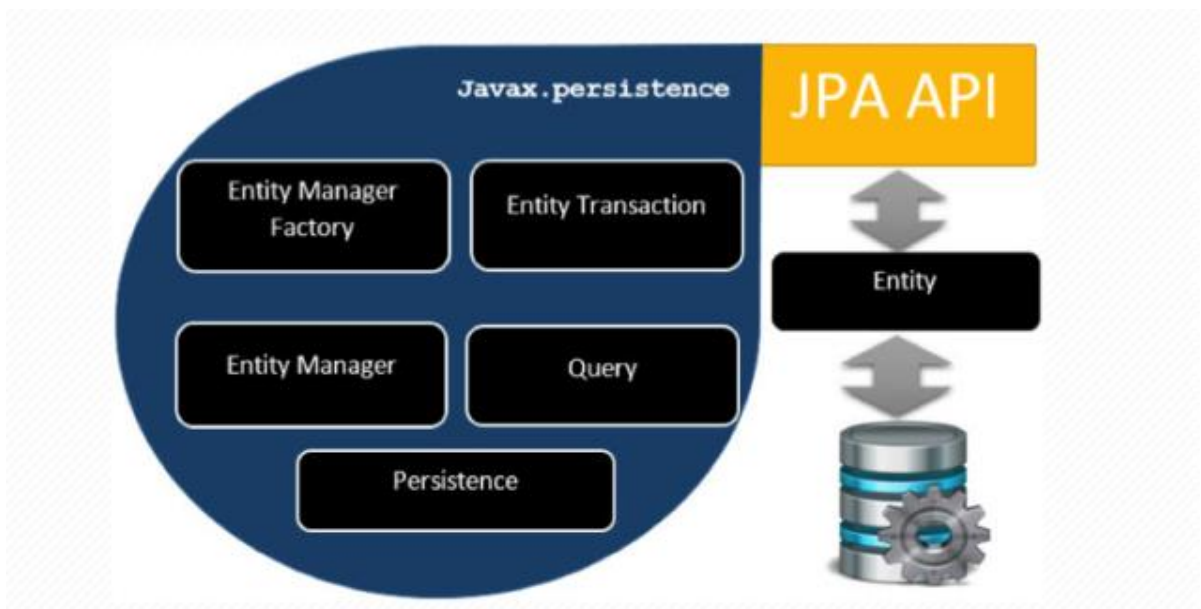 Javax.persistence
JPA API
Entity Manager
Factory
Entity Transaction
Entity
Entity Manager
Query
Persistence